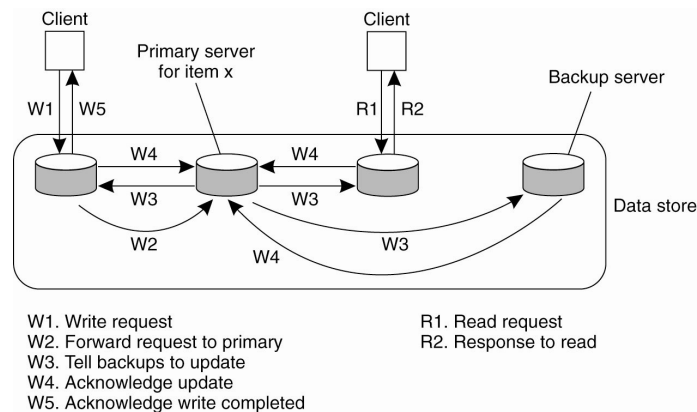 Client
Client
Primary server
for item x
Backup server
W1
W5
R1
R2
W4
W4
W3
W3
Data store
W2
W3
W4
W1. Write request
W2. Forward request to primary
W3. Tell backups to update
W4. Acknowledge update
W5. Acknowledge write completed
R1. Read request
R2. Response to read